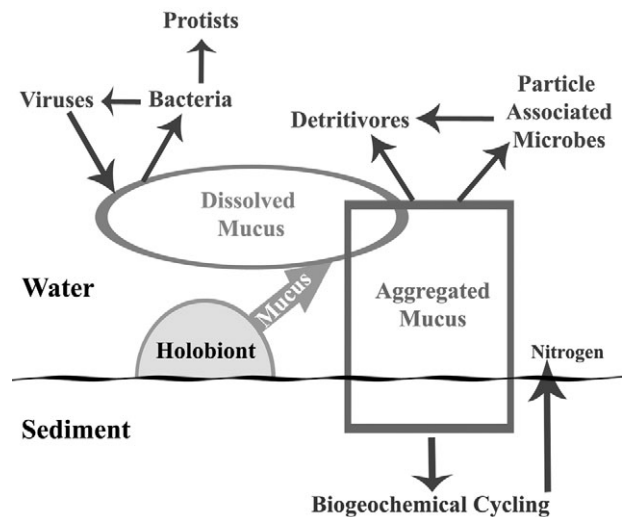 Protists
Viruses
Bacteria
Particle
Associated
Microbes
Detritivores
Dissolved
Mucus
Water
Mucus
Aggregated
Mucus
Holobiont
Nitrogen
Sediment
Biogeochemical Cycling